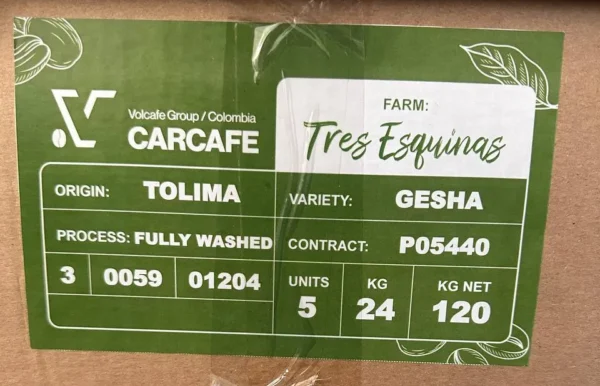 Volcafe Group / Colombia
CARCAFE
FARM:
Tres Esquinas
ORIGIN: TOLIMA
VARIETY: GESHA
PROCESS: FULLY WASHED
CONTRACT: P05440
3 0059 01204
UNITS 5
KG 24
KG NET 120